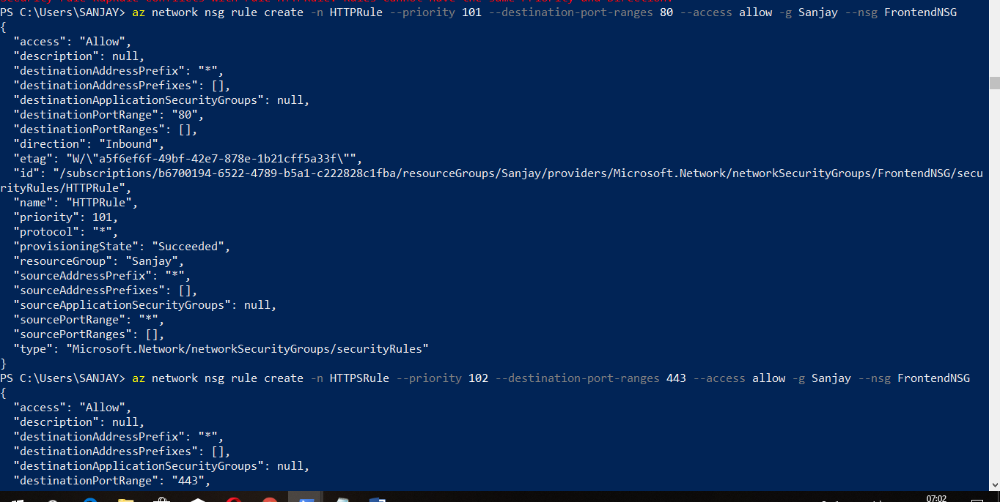 PS C:\Users\SANJAY> az network nsg rule create -n HTTPRule --priority 101 --destination-port-ranges 80 --access allow -g Sanjay --nsg FrontendNSG
{
  "access": "Allow",
  "description": null,
  "destinationAddressPrefix": "*",
  "destinationAddressPrefixes": [],
  "destinationApplicationSecurityGroups": null,
  "destinationPortRange": "80",
  "destinationPortRanges": [],
  "direction": "Inbound",
  "etag": "W/\"a5f6ef6f-49bf-42e7-878e-1b21cff5a33f\"",
  "id": "/subscriptions/b6700194-6522-4789-b5a1-c222828c1fba/resourceGroups/Sanjay/providers/Microsoft.Network/networkSecurityGroups/FrontendNSG/secu
rityRules/HTTPRule",
  "name": "HTTPRule",
  "priority": 101,
  "protocol": "*",
  "provisioningState": "Succeeded",
  "resourceGroup": "Sanjay",
  "sourceAddressPrefix": "*",
  "sourceAddressPrefixes": [],
  "sourceApplicationSecurityGroups": null,
  "sourcePortRange": "*",
  "sourcePortRanges": [],
  "type": "Microsoft.Network/networkSecurityGroups/securityRules"
}
PS C:\Users\SANJAY> az network nsg rule create -n HTTPSRule --priority 102 --destination-port-ranges 443 --access allow -g Sanjay --nsg FrontendNSG
{
  "access": "Allow",
  "description": null,
  "destinationAddressPrefix": "*",
  "destinationAddressPrefixes": [],
  "destinationApplicationSecurityGroups": null,
  "destinationPortRange": "443",
07:02